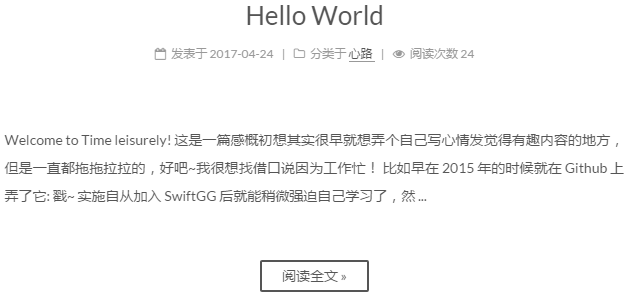 Hello World
发表于 2017-04-24 | 分类于 心路 | 阅读次数 24
Welcome to Time leisurely! 这是一篇感概初想其实很早就想弄个自己写心情发觉得有趣内容的地方，
但是一直都拖拖拉拉的，好吧~我很想找借口说因为工作忙！ 比如早在 2015 年的时候就在 Github 上
弄了它: 戳~ 实施自从加入 SwiftGG 后就能稍微强迫自己学习了，然 ...
阅读全文 »